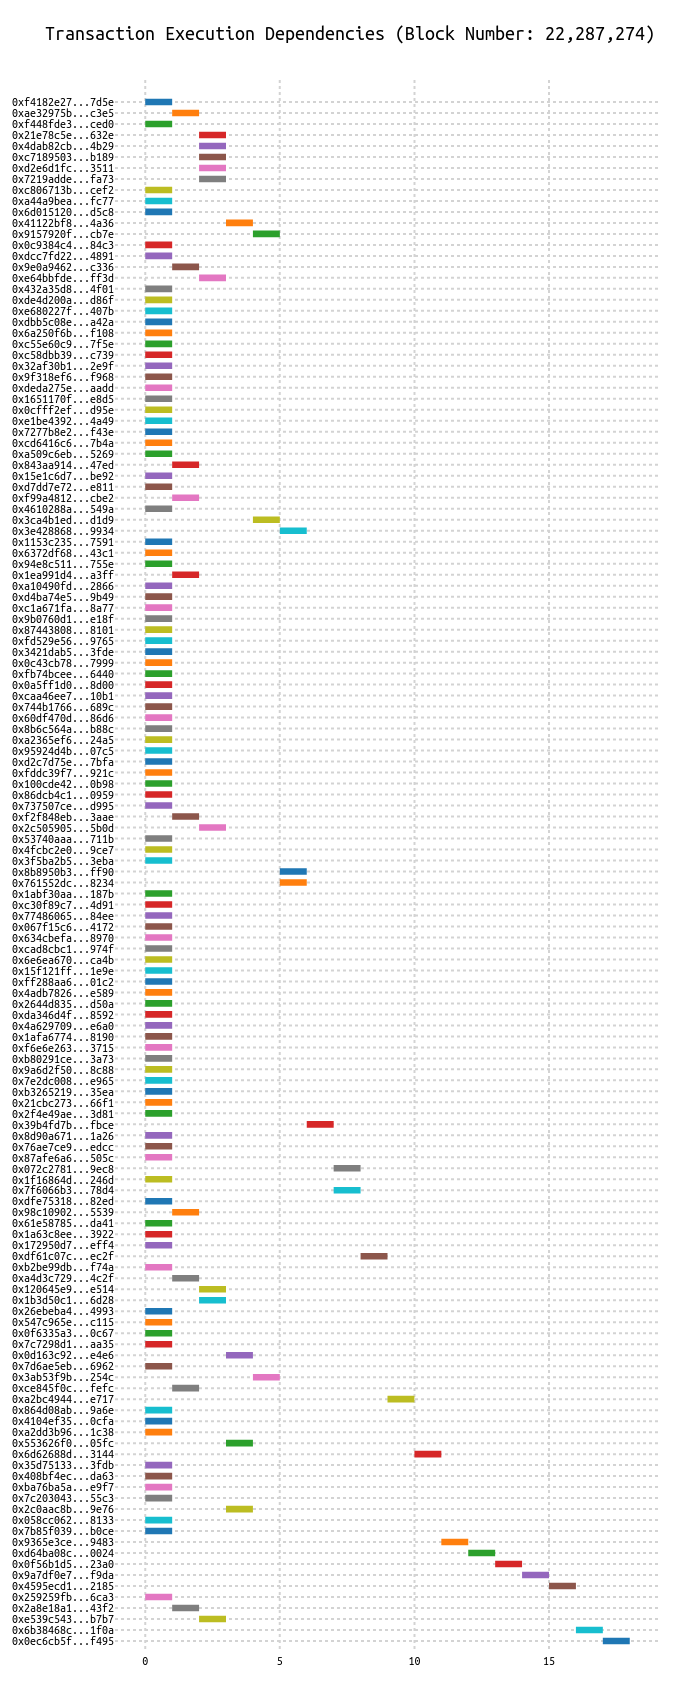 Transaction Execution Dependencies (Block Number: 22,287,274)
0xf4182e27...7d5e
0xae32975b...c3e5
0xf448fde3...ced0
0x21e78c5e...632e
0x4dab82cb...4b29
0xc7189503...b189
0xd2e6d1fc...3511
0x7219adde...fa73
0xc806713b...cef2
0xa44a9bea...fc77
0x6d015120...d5c8
0x41122bf8...4a36
0x9157920f...cb7e
0x0c9384c4...84c3
0xdcc7fd22...4891
0x9e0a9462...c336
0xe64bbfde...ff3d
0x432a35d8...4f01
0xde4d200a...d86f
0xe680227f...407b
0xdbb5c08e...a42a
0x6a250f6b...f108
0xc55e60c9...7f5e
0xc58dbb39...c739
0x32af30b1...2e9f
0x9f318ef6...f968
0xdeda275e...aadd
0x1651170f...e8d5
0x0cfff2ef...d95e
0xe1be4392...4a49
0x7277b8e2...f43e
0xcd6416c6...7b4a
0xa509c6eb...5269
0x843aa914...47ed
0x15e1c6d7...be92
0xd7dd7e72...e811
0xf99a4812...cbe2
0x4610288a...549a
0x3ca4b1ed...d1d9
0x3e428868...9934
0x1153c235...7591
0x6372df68...43c1
0x94e8c511...755e
0x1ea991d4...a3ff
0xa10490fd...2866
0xd4ba74e5...9b49
0xc1a671fa...8a77
0x9b0760d1...e18f
0x87443808...8101
0xfd529e56...9765
0x3421dab5...3fde
0x0c43cb78...7999
0xfb74bcee...6440
0x0a5ff1d0...8d00
0xcaa46ee7...10b1
0x744b1766...689c
0x60df470d...86d6
0x8b6c564a...b88c
0xa2365ef6...24a5
0x95924d4b...07c5
0xd2c7d75e...7bfa
0xfddc39f7...921c
0x100cde42...0b98
0x86dcb4c1...0959
0x737507ce...d995
0xf2f848eb...3aae
0x2c505905...5b0d
0x53740aaa...711b
0x4fcbc2e0...9ce7
0x3f5ba2b5...3eba
0x8b8950b3...ff90
0x761552dc...8234
0x1abf30aa...187b
0xc30f89c7...4d91
0x77486065...84ee
0x067f15c6...4172
0x634cbefa...8970
0xcad8cbc1...974f
0x6e6ea670...ca4b
0x15f121ff...1e9e
0xff288aa6...01c2
0x4adb7826...e589
0x2644d835...d50a
0xda346d4f...8592
0x4a629709...e6a0
0x1afa6774...8190
0xf6e6e263...3715
0xb80291ce...3a73
0x9a6d2f50...8c88
0x7e2dc008...e965
0xb3265219...35ea
0x21cbc273...66f1
0x2f4e49ae...3d81
0x39b4fd7b...fbce
0x8d90a671...1a26
0x76ae7ce9...edcc
0x87afe6a6...505c
0x072c2781...9ec8
0x1f16864d...246d
0x7f6066b3...78d4
0xdfe75318...82ed
0x98c10902...5539
0x61e58785...da41
0x1a63c8ee...3922
0x172950d7...eff4
0xdf61c07c...ec2f
0xb2be99db...f74a
0xa4d3c729...4c2f
0x120645e9...e514
0x1b3d50c1...6d28
0x26ebeba4...4993
0x547c965e...c115
0x0f6335a3...0c67
0x7c7298d1...aa35
0x0d163c92...e4e6
0x7d6ae5eb...6962
0x3ab53f9b...254c
0xce845f0c...fefc
0xa2bc4944...e717
0x864d08ab...9a6e
0x4104ef35...0cfa
0xa2dd3b96...1c38
0x553626f0...05fc
0x6d62688d...3144
0x35d75133...3fdb
0x408bf4ec...da63
0xba76ba5a...e9f7
0x7c203043...55c3
0x2c0aac8b...9e76
0x058cc062...8133
0x7b85f039...b0ce
0x9365e3ce...9483
0xd64ba08c...0024
0x0f56b1d5...23a0
0x9a7df0e7...f9da
0x4595ecd1...2185
0x259259fb...6ca3
0x2a8e18a1...43f2
0xe539c543...b7b7
0x6b38468c...1f0a
0x0ec6cb5f...f495
0 5 10 15